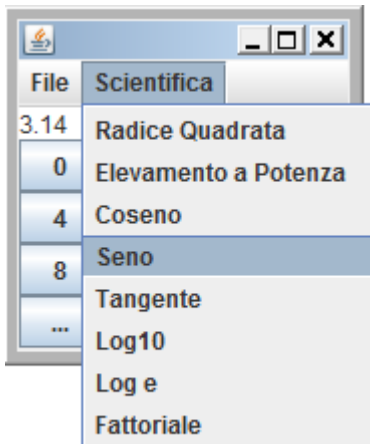 File Scientifica
3.14
Radice Quadrata
0
Elevamento a Potenza
4
Coseno
8
Seno
...
Tangente
Log10
Log e
Fattoriale